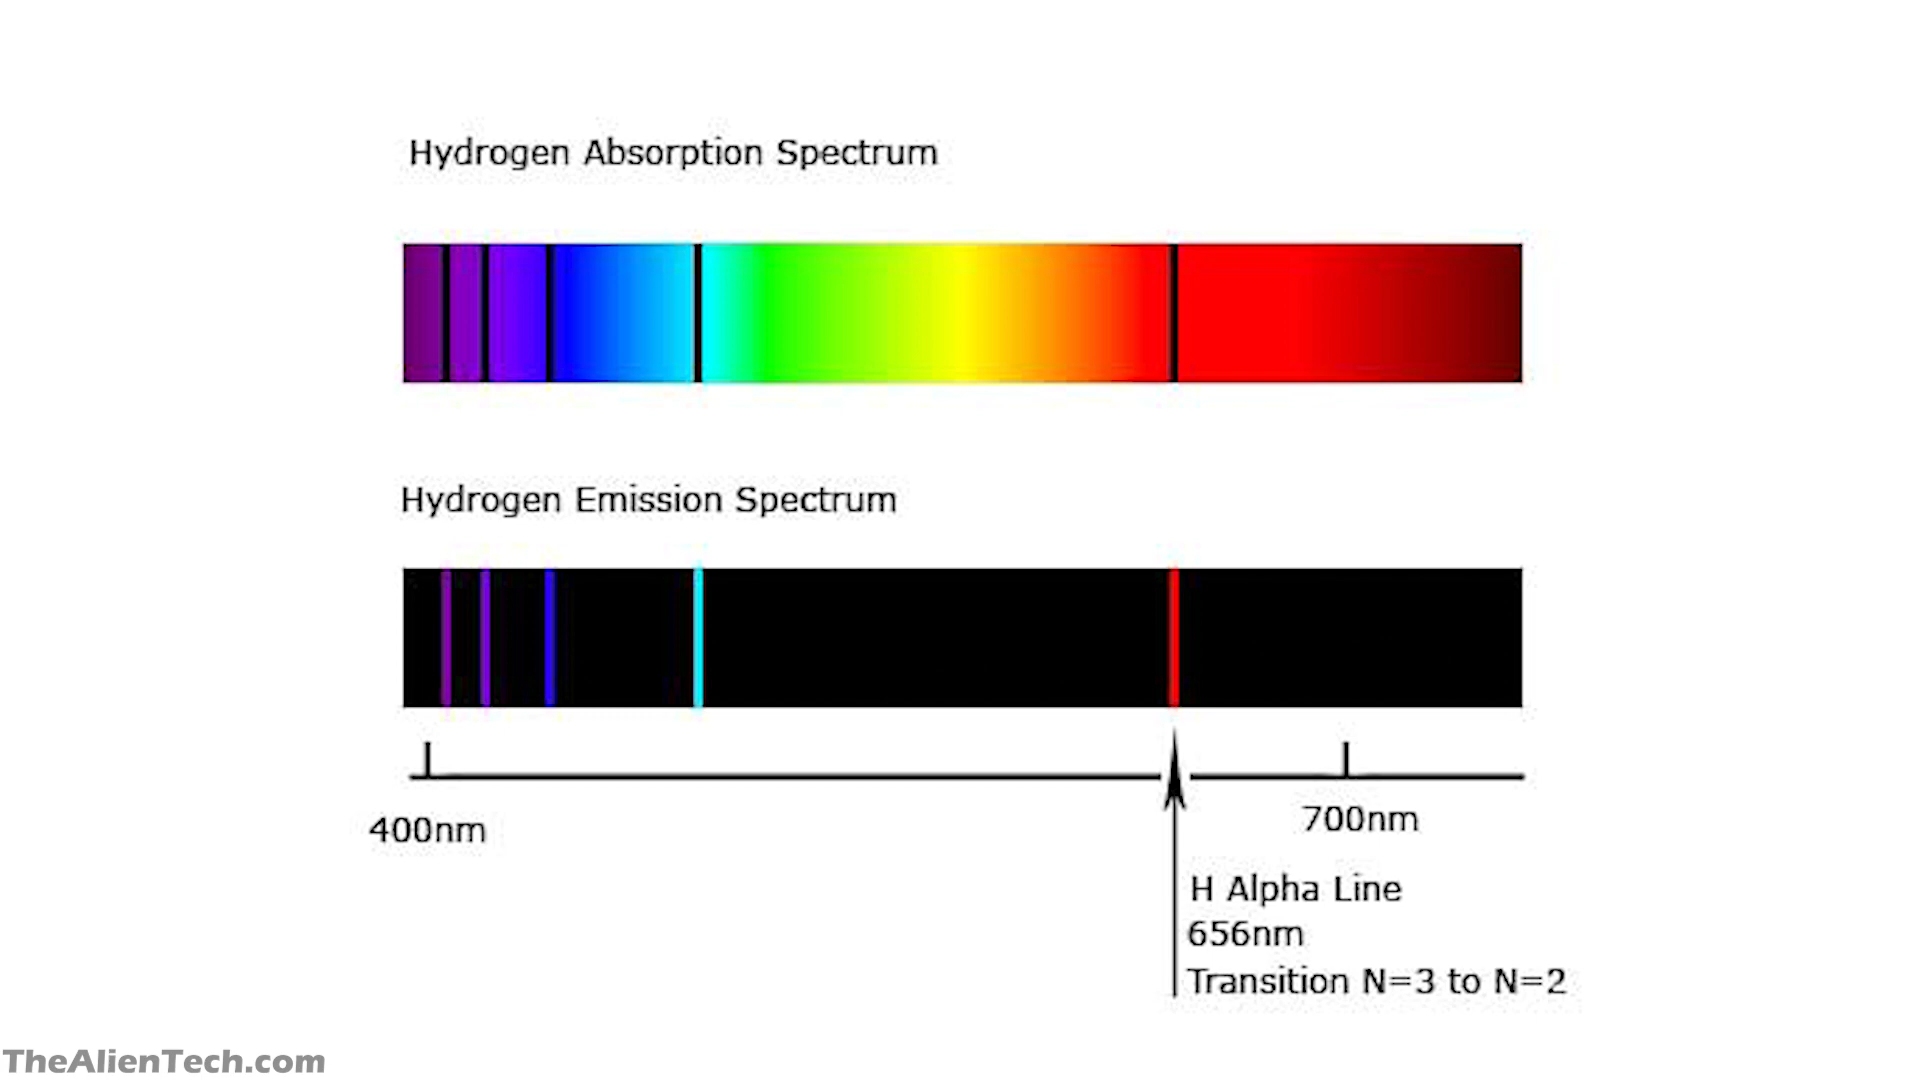 Hydrogen Absorption Spectrum
Hydrogen Emission Spectrum
400nm
700nm
H Alpha Line
656nm
Transition N=3 to N=2
TheAlienTech.com